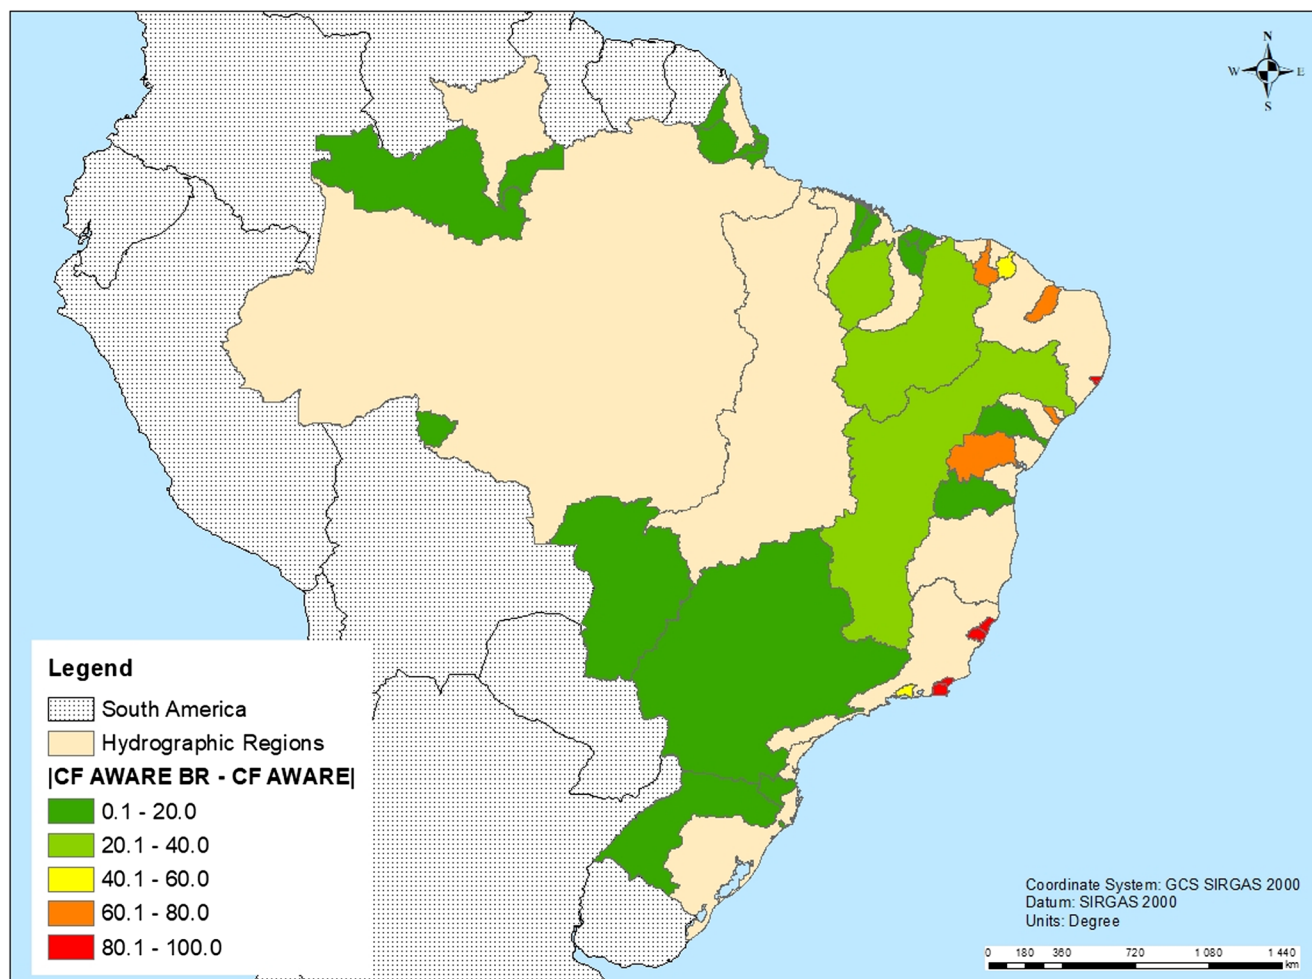 N
W E
S
Legend
South America
Hydrographic Regions
|CF AWARE BR - CF AWARE|
0.1 - 20.0
20.1 - 40.0
40.1 - 60.0
60.1 - 80.0
80.1 - 100.0
Coordinate System: GCS SIRGAS 2000
Datum: SIRGAS 2000
Units: Degree
0 180 360 720 1 080 1 440
km